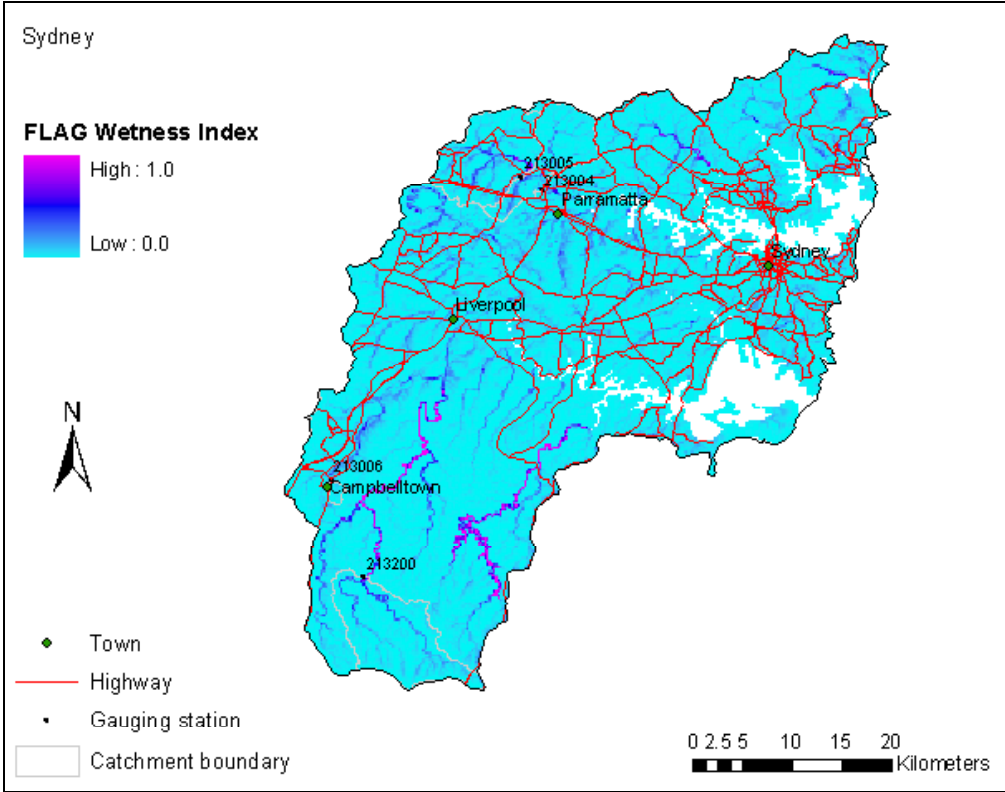 Sydney
FLAG Wetness Index
High : 1.0
Low : 0.0
213005
213004
Parramatta
Sydney
Liverpool
N
213006
Campbelltown
213200
Town
Highway
Gauging station
Catchment boundary
0 2.5 5 10 15 20
Kilometers